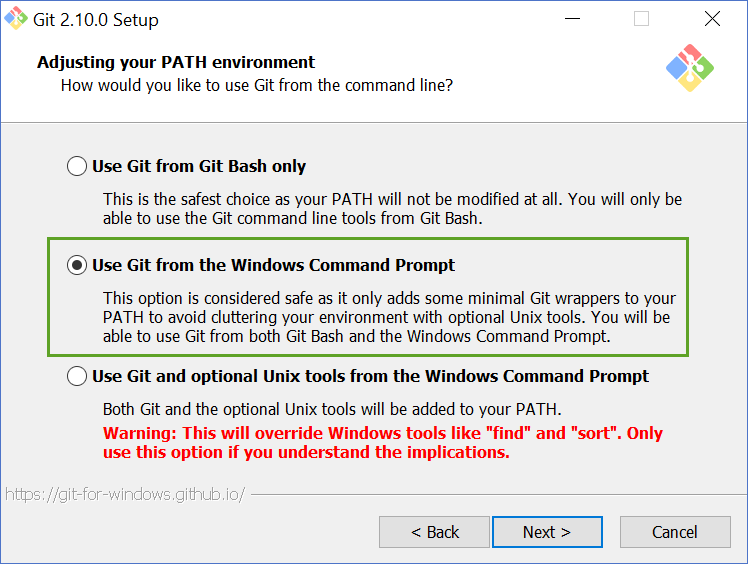 Git 2.10.0 Setup
Adjusting your PATH environment
How would you like to use Git from the command line?
Use Git from Git Bash only
This is the safest choice as your PATH will not be modified at all. You will only be
able to use the Git command line tools from Git Bash.
Use Git from the Windows Command Prompt
This option is considered safe as it only adds some minimal Git wrappers to your
PATH to avoid cluttering your environment with optional Unix tools. You will be
able to use Git from both Git Bash and the Windows Command Prompt.
Use Git and optional Unix tools from the Windows Command Prompt
Both Git and the optional Unix tools will be added to your PATH.
Warning: This will override Windows tools like "find" and "sort". Only
use this option if you understand the implications.
https://git-for-windows.github.io/
< Back
Next >
Cancel